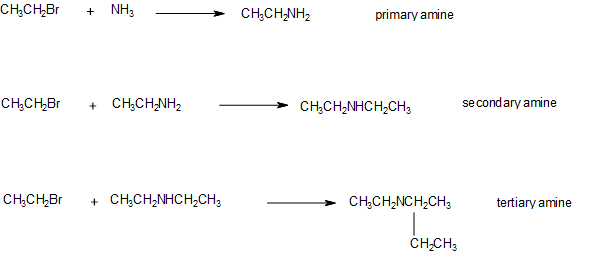 CH₃CH₂Br + NH₃ CH₃CH₂NH₂ primary amine
CH₃CH₂Br + CH₃CH₂NH₂ CH₃CH₂NHCH₂CH₃ secondary amine
CH₃CH₂Br + CH₃CH₂NHCH₂CH₃ CH₃CH₂NCH₂CH₃ tertiary amine
CH₂CH₃